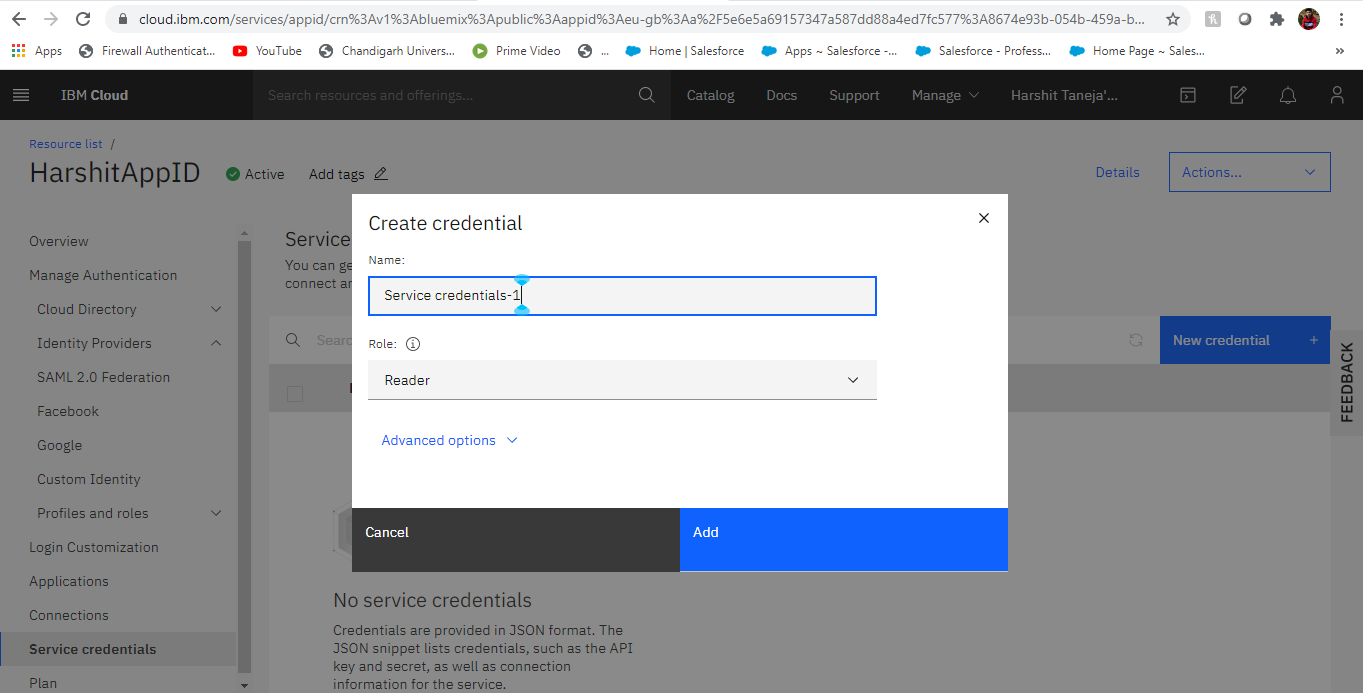 cloud.ibm.com/services/appid/crn%3Av1%3Abluemix%3Apublic%3Aappid%3Aeu-gb%3Aa%2F5e6e5a69157347a587dd88a4ed7fc577%3A8674e93b-054b-459a-b...
Apps Firewall Authenticat... YouTube Chandigarh Univers... Prime Video ... Home | Salesforce Apps ~ Salesforce -... Salesforce - Profess... Home Page ~ Sales... »
IBM Cloud Search resources and offerings... Catalog Docs Support Manage Harshit Taneja'...
Resource list /
HarshitAppID Active Add tags Details Actions...
Overview
Manage Authentication
Cloud Directory
Identity Providers
SAML 2.0 Federation
Facebook
Google
Custom Identity
Profiles and roles
Login Customization
Applications
Connections
Service credentials
Plan
Service
You can ge
connect an
New credential +
FEEDBACK
Create credential
Name:
Service credentials-1
Role:
Reader
Advanced options
Cancel Add
No service credentials
Credentials are provided in JSON format. The
JSON snippet lists credentials, such as the API
key and secret, as well as connection
information for the service.